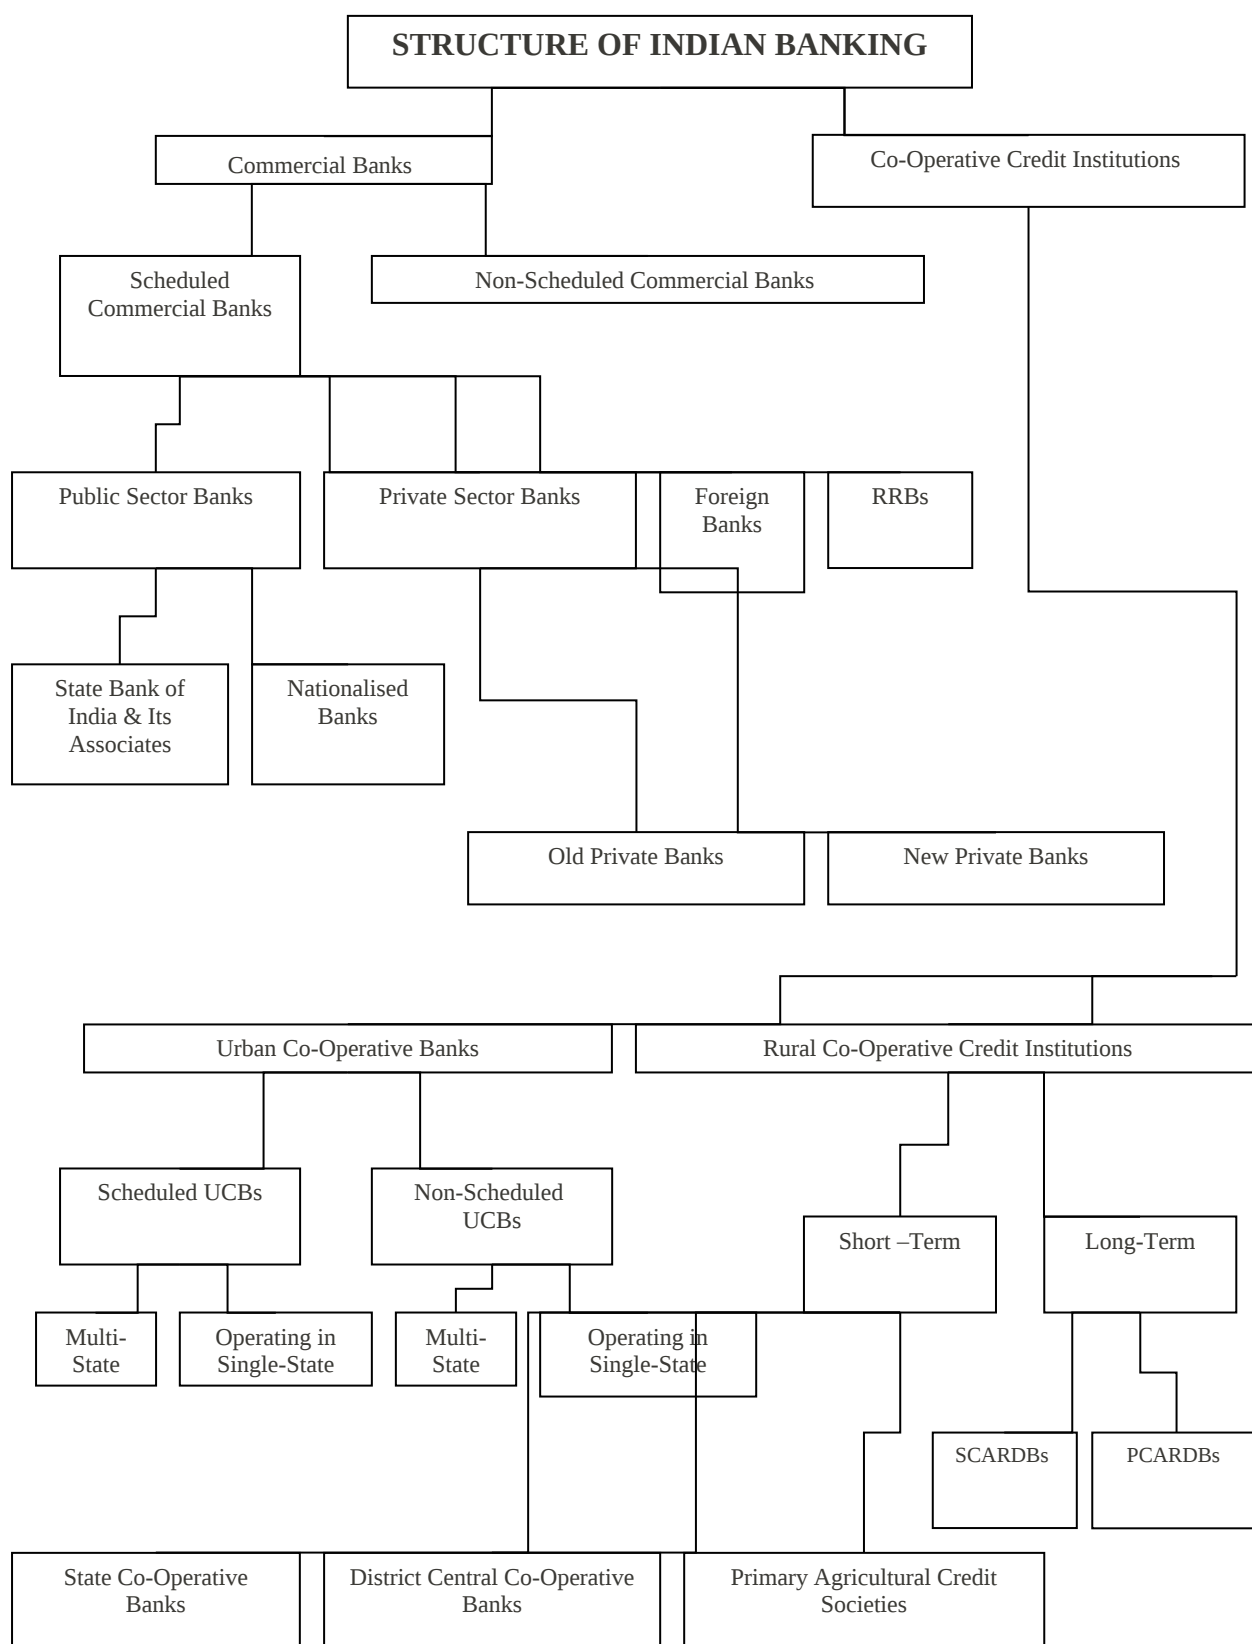 STRUCTURE OF INDIAN BANKING
Commercial Banks
Co-Operative Credit Institutions
Scheduled
Commercial Banks
Non-Scheduled Commercial Banks
Public Sector Banks
Private Sector Banks
Foreign
Banks
RRBs
State Bank of
India & Its
Associates
Nationalised
Banks
Old Private Banks
New Private Banks
Urban Co-Operative Banks
Rural Co-Operative Credit Institutions
Scheduled UCBs
Non-Scheduled
UCBs
Short –Term
Long-Term
Multi-
State
Operating in
Single-State
Multi-
State
Operating in
Single-State
SCARDBs
PCARDBs
State Co-Operative
Banks
District Central Co-Operative
Banks
Primary Agricultural Credit
Societies